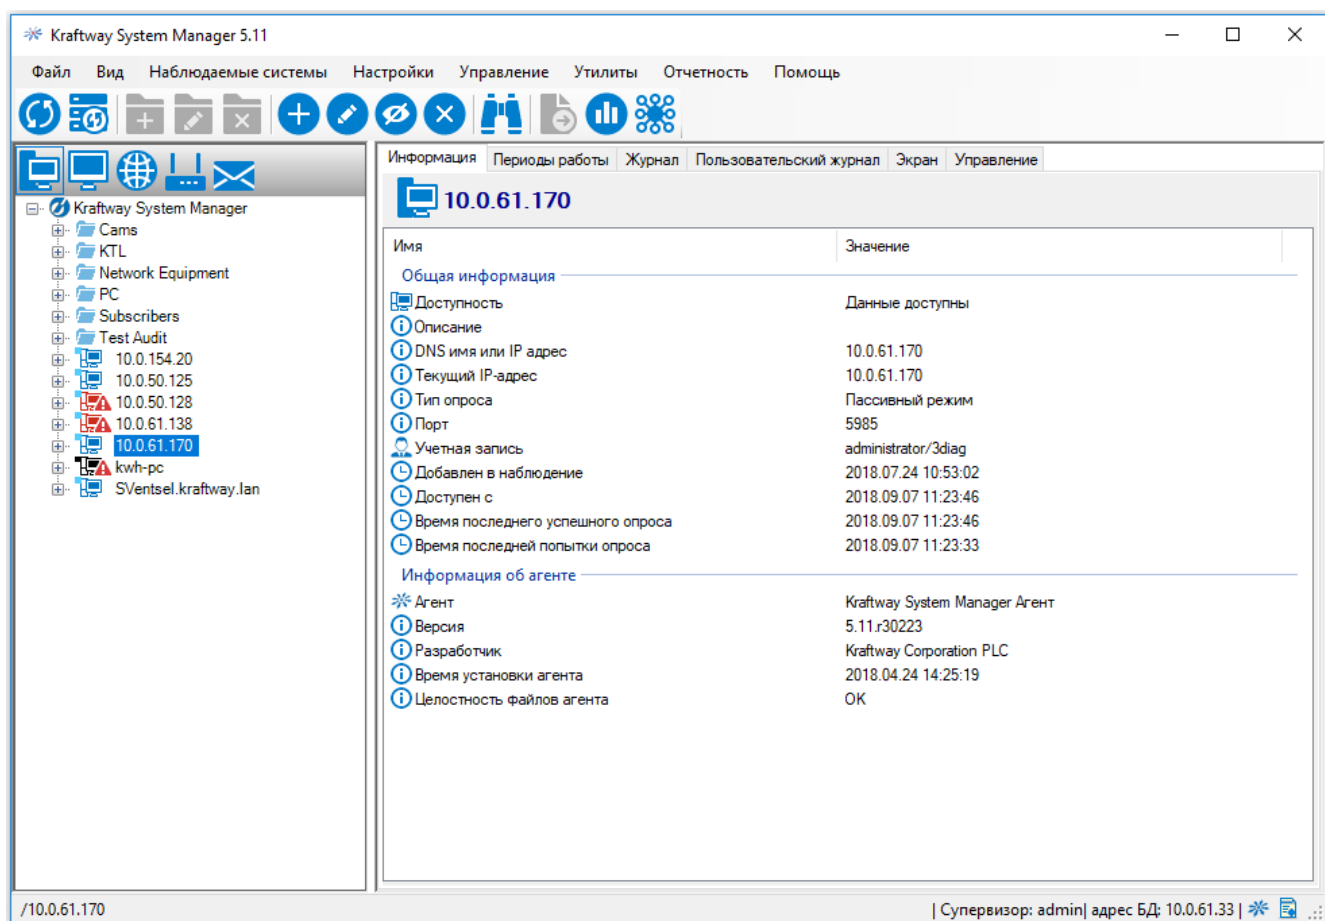 Kraftway System Manager 5.11
Файл Вид Наблюдаемые системы Настройки Управление Утилиты Отчетность Помощь
Информация Периоды работы Журнал Пользовательский журнал Экран Управление
Kraftway System Manager
Cams
KTL
Network Equipment
PC
Subscribers
Test Audit
10.0.154.20
10.0.50.125
10.0.50.128
10.0.61.138
10.0.61.170
kwh-pc
SVentsel.kraftway.lan
10.0.61.170
Имя Значение
Общая информация
Доступность Данные доступны
Описание
DNS имя или IP адрес 10.0.61.170
Текущий IP-адрес 10.0.61.170
Тип опроса Пассивный режим
Порт 5985
Учетная запись administrator/3diag
Добавлен в наблюдение 2018.07.24 10:53:02
Доступен с 2018.09.07 11:23:46
Время последнего успешного опроса 2018.09.07 11:23:46
Время последней попытки опроса 2018.09.07 11:23:33
Информация об агенте
Агент Kraftway System Manager Агент
Версия 5.11.r30223
Разработчик Kraftway Corporation PLC
Время установки агента 2018.04.24 14:25:19
Целостность файлов агента OK
/10.0.61.170 | Супервизор: admin| адрес БД: 10.0.61.33 |